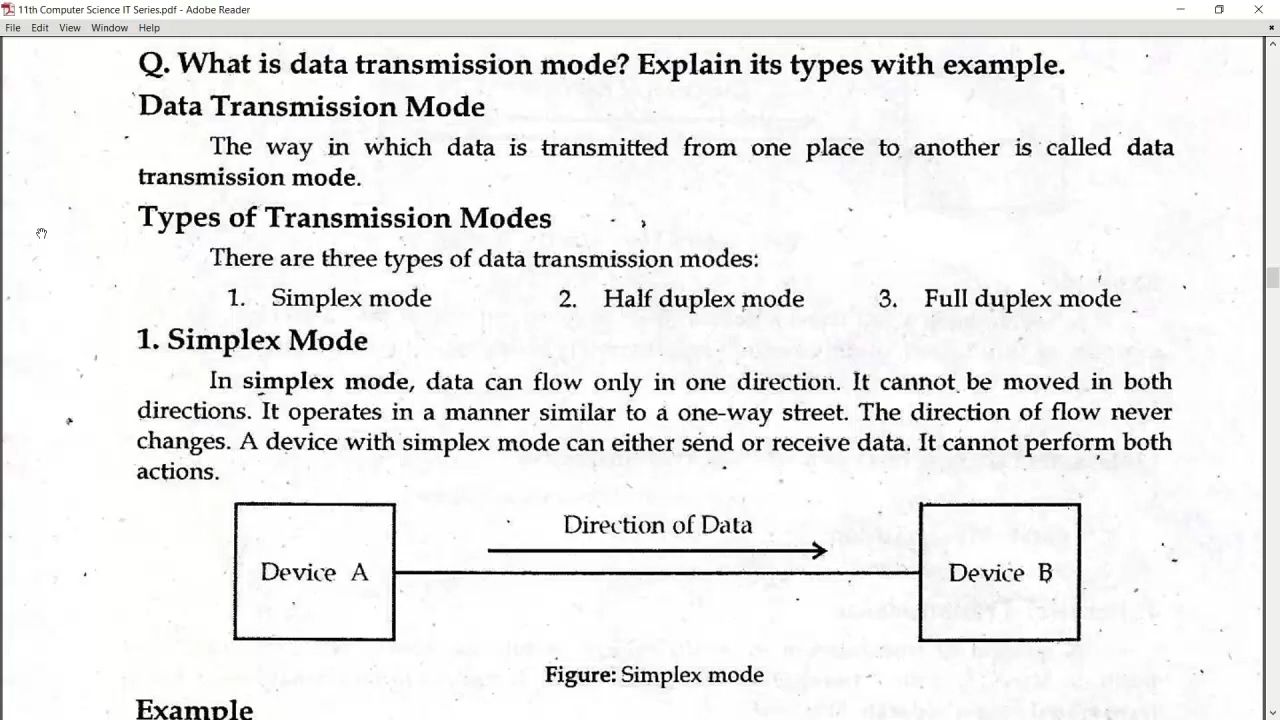 11th Computer Science IT Series.pdf - Adobe Reader
File Edit View Window Help
Q. What is data transmission mode? Explain its types with example.
Data Transmission Mode
The way in which data is transmitted from one place to another is called data
transmission mode.
Types of Transmission Modes
There are three types of data transmission modes:
1. Simplex mode 2. Half duplex mode 3. Full duplex mode
1. Simplex Mode
In simplex mode, data can flow only in one direction. It cannot be moved in both
directions. It operates in a manner similar to a one-way street. The direction of flow never
changes. A device with simplex mode can either send or receive data. It cannot perform both
actions.
Direction of Data
Device A
Device B
Figure: Simplex mode
Example